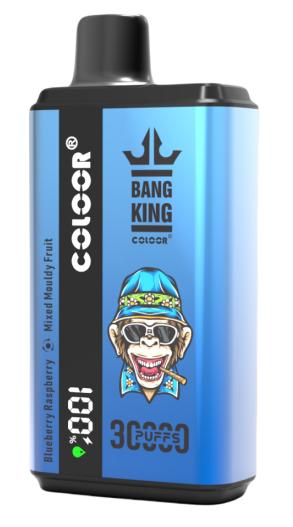 COLOOR®
100%
Blueberry Raspberry Mixed Mouldy Fruit
BANG
KING
COLOOR®
30000
PUFFS